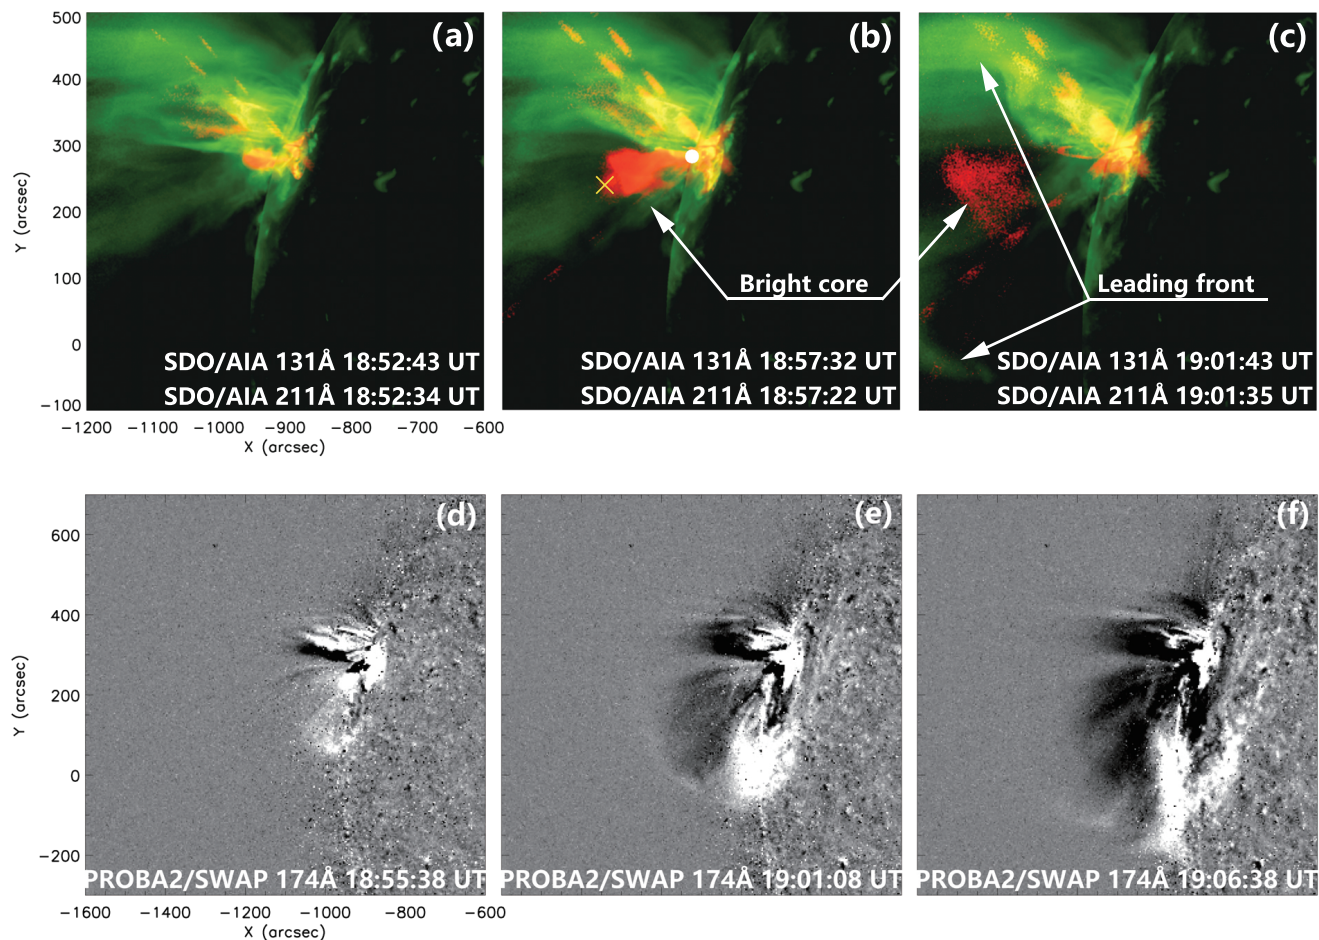 500
400
300
200
100
0
−100
Y (arcsec)
(a)
SDO/AIA 131Å 18:52:43 UT
SDO/AIA 211Å 18:52:34 UT
(b)
Bright core
SDO/AIA 131Å 18:57:32 UT
SDO/AIA 211Å 18:57:22 UT
(c)
Leading front
SDO/AIA 131Å 19:01:43 UT
SDO/AIA 211Å 19:01:35 UT
−1200 −1100 −1000 −900 −800 −700 −600
X (arcsec)
600
400
200
0
−200
Y (arcsec)
(d)
PROBA2/SWAP 174Å 18:55:38 UT
(e)
PROBA2/SWAP 174Å 19:01:08 UT
(f)
PROBA2/SWAP 174Å 19:06:38 UT
−1600 −1400 −1200 −1000 −800 −600
X (arcsec)